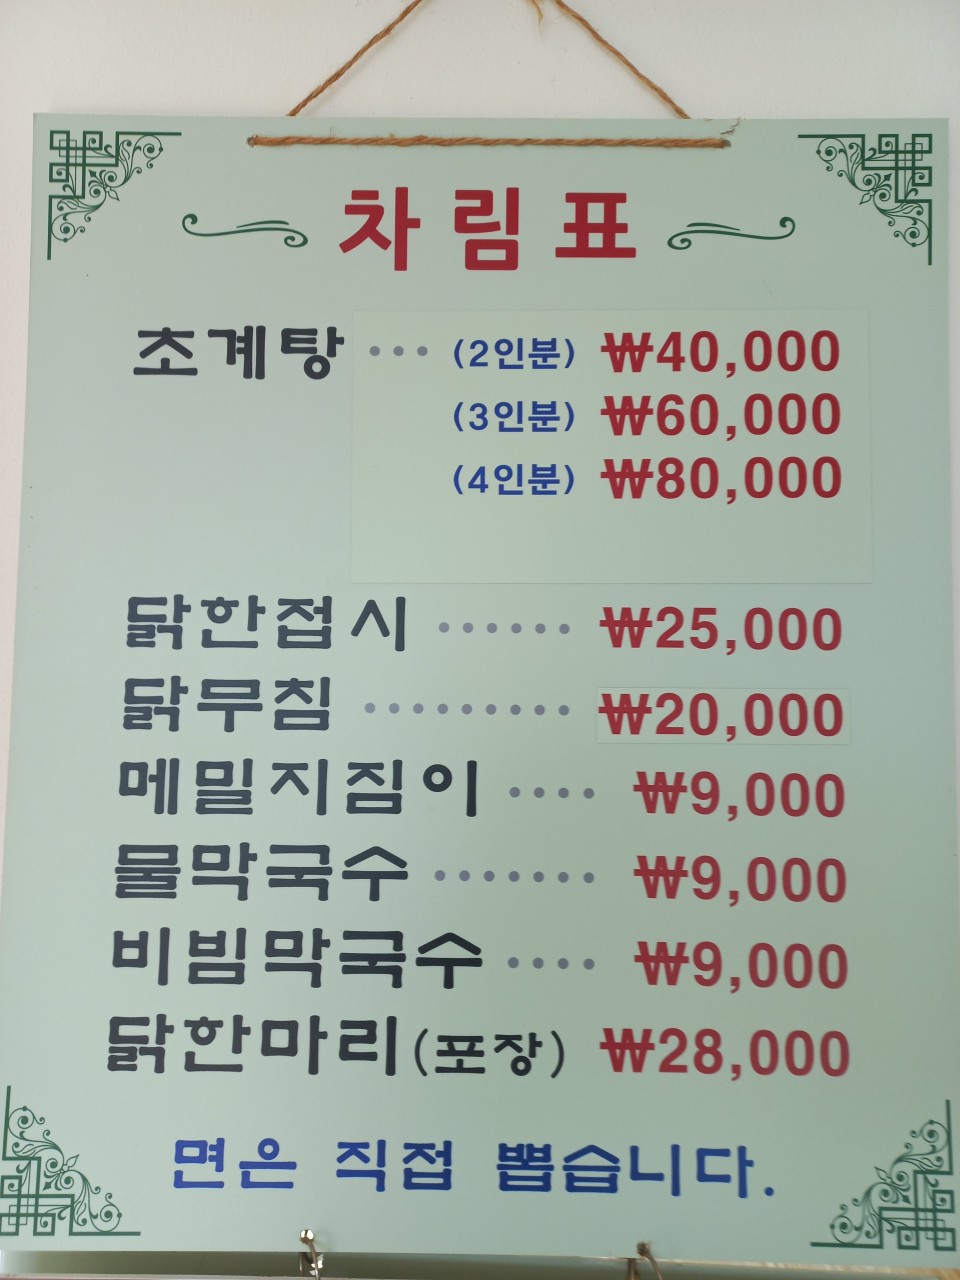 차림표
초계탕 ··· (2인분) ₩40,000
(3인분) ₩60,000
(4인분) ₩80,000
닭한접시 ······ ₩25,000
닭무침 ········· ₩20,000
메밀지짐이 ···· ₩9,000
물막국수 ······· ₩9,000
비빔막국수 ···· ₩9,000
닭한마리(포장) ₩28,000
면은 직접 뽑습니다.